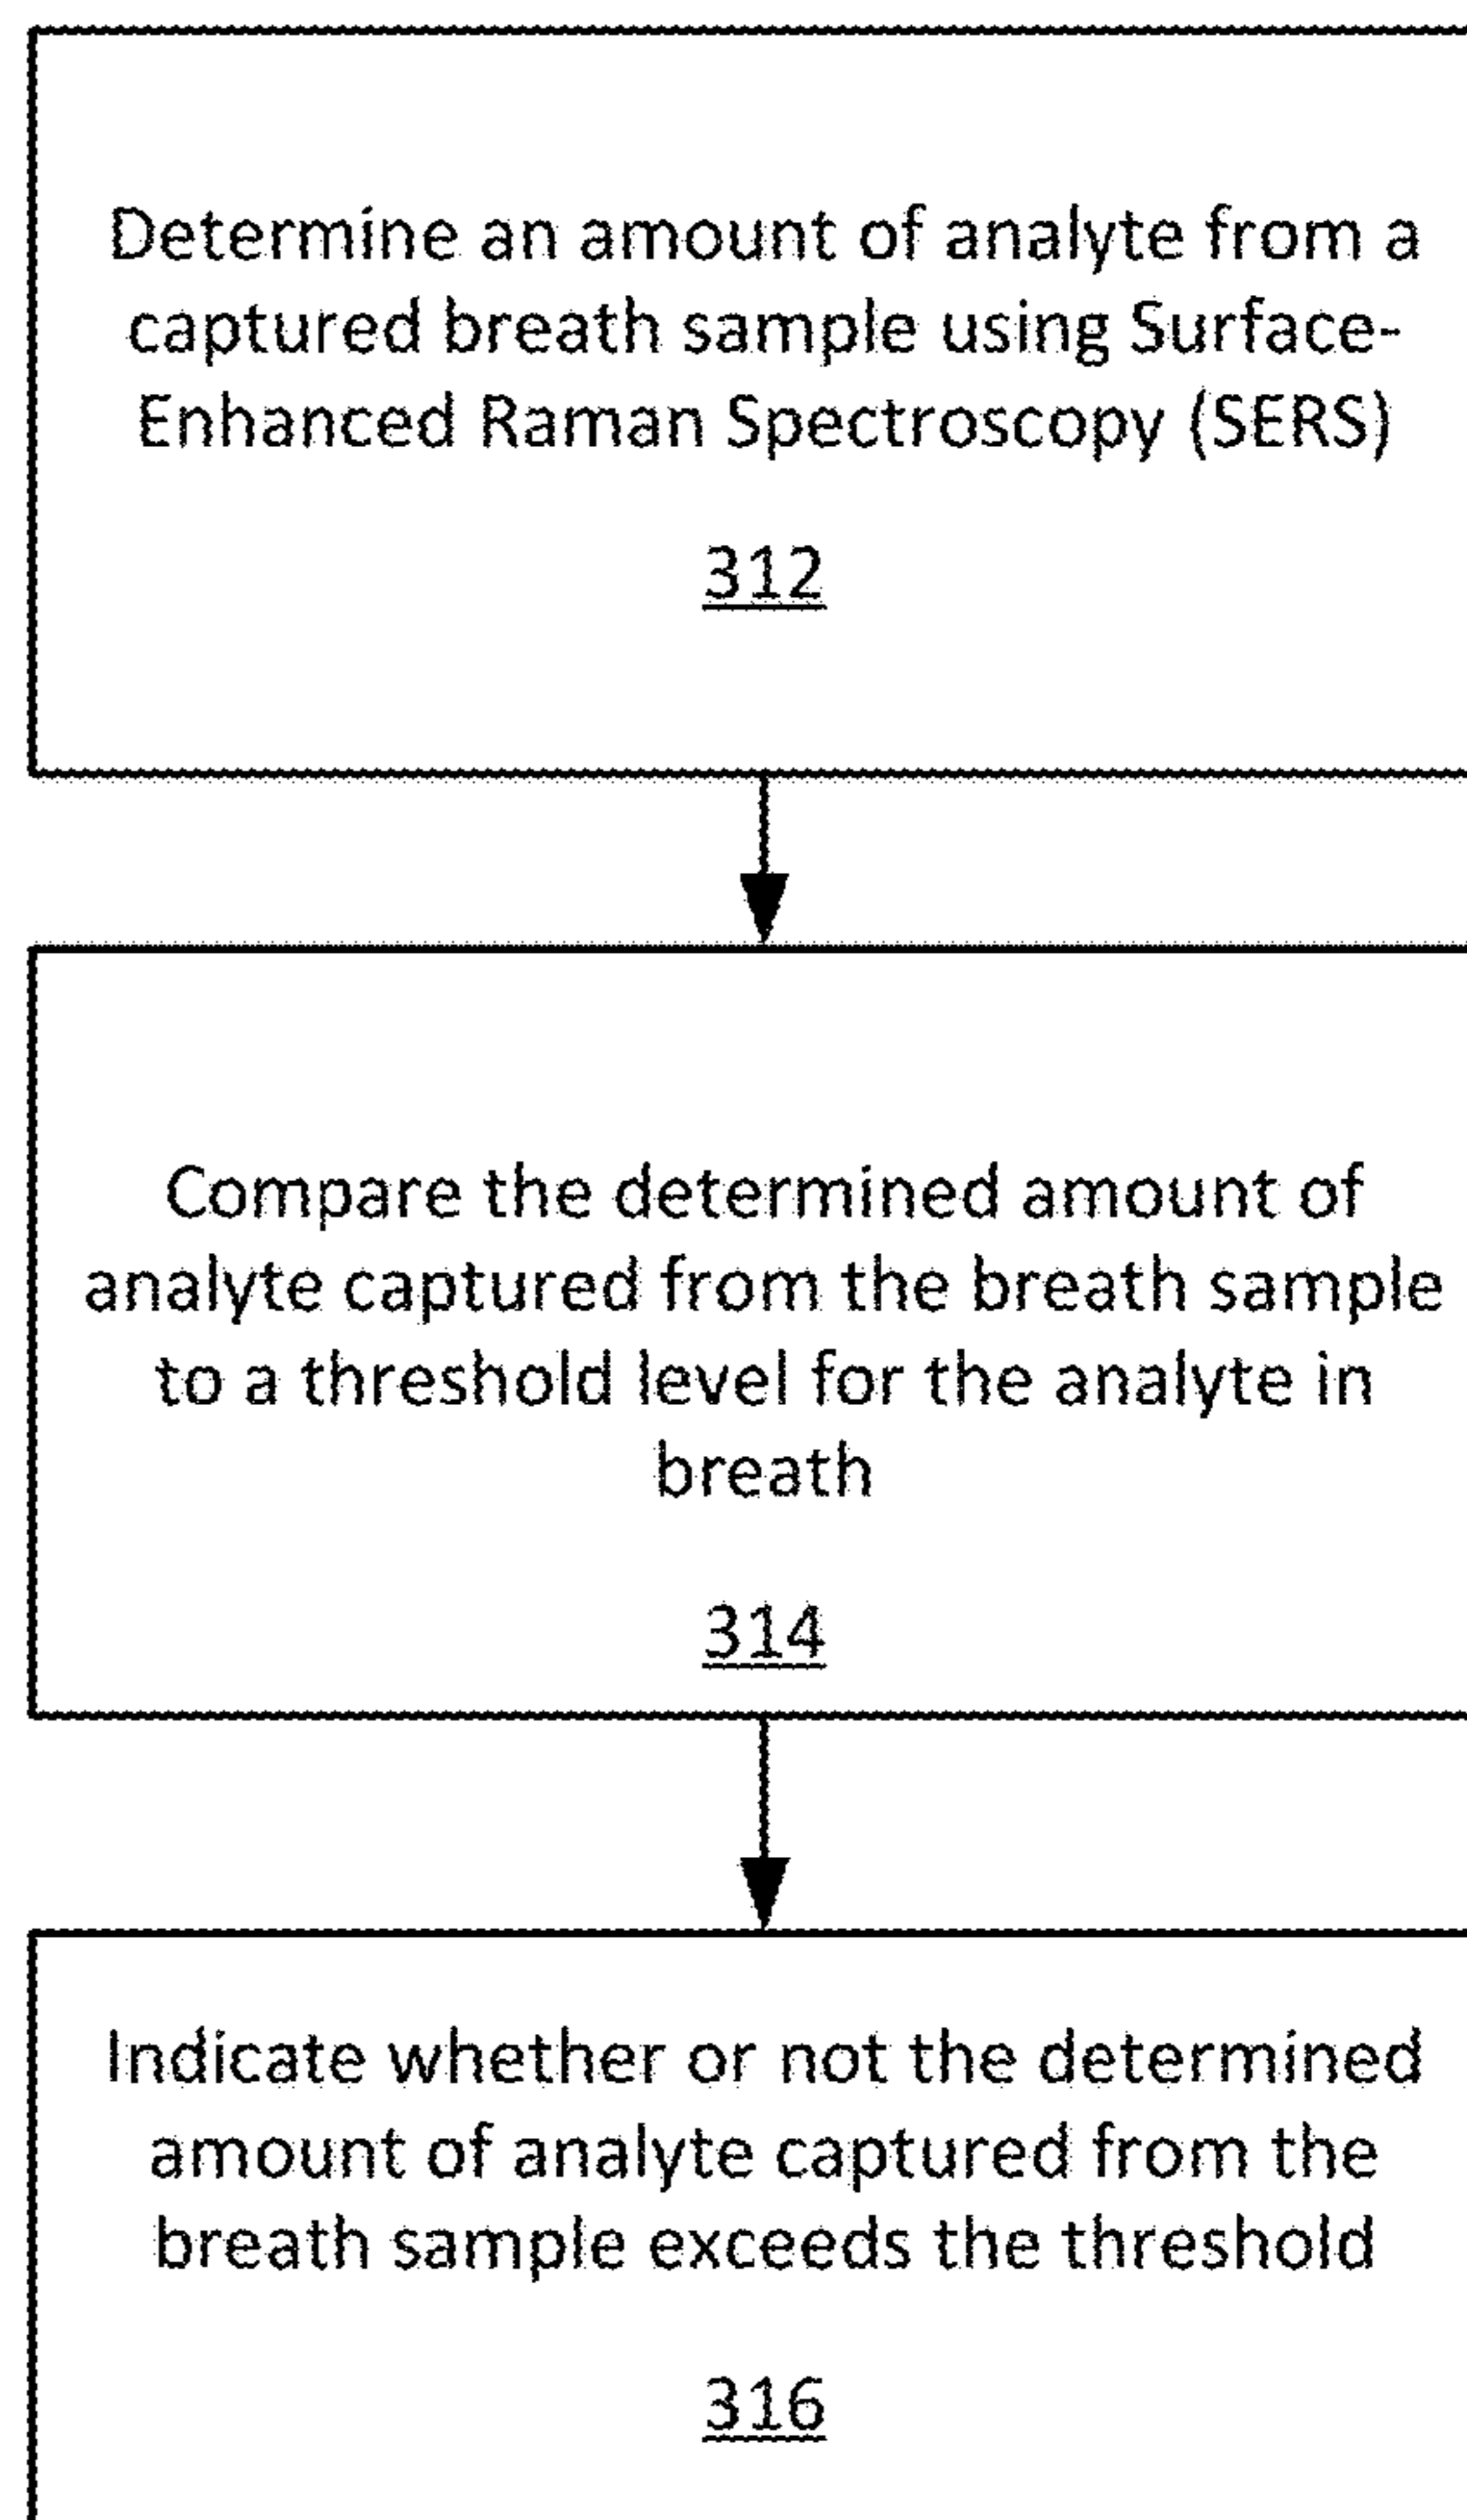 Determine an amount of analyte from a
captured breath sample using Surface-
Enhanced Raman Spectroscopy (SERS)
312
Compare the determined amount of
analyte captured from the breath sample
to a threshold level for the analyte in
breath
314
Indicate whether or not the determined
amount of analyte captured from the
breath sample exceeds the threshold
316